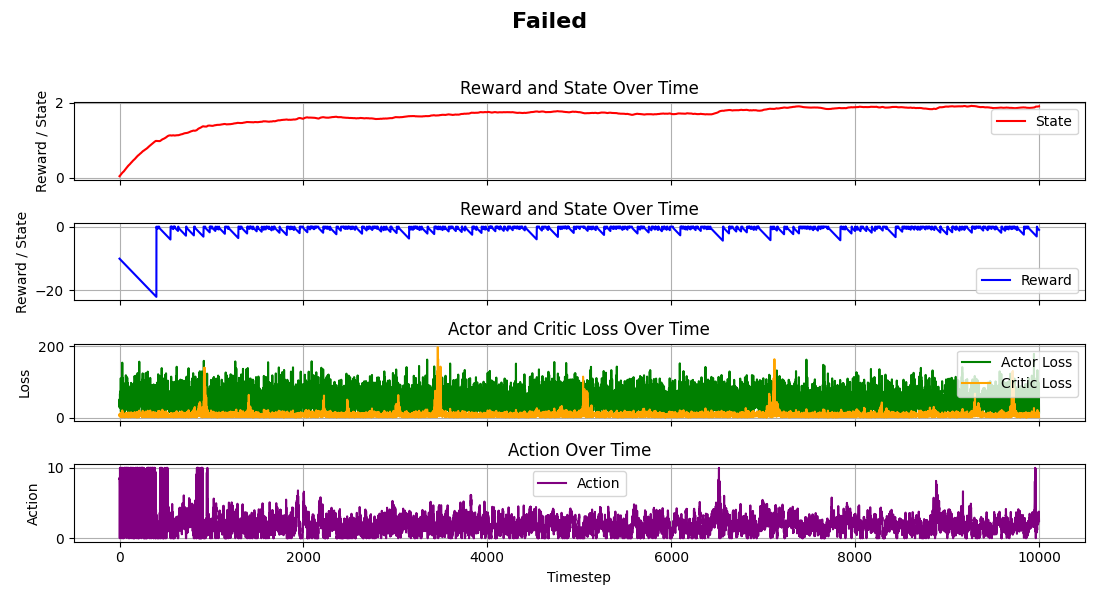 Failed
Reward and State Over Time
Reward / State
2
0
State
Reward and State Over Time
Reward / State
0
−20
Reward
Actor and Critic Loss Over Time
Loss
200
0
Actor Loss
Critic Loss
Action Over Time
Action
10
0
Action
0 2000 4000 6000 8000 10000
Timestep